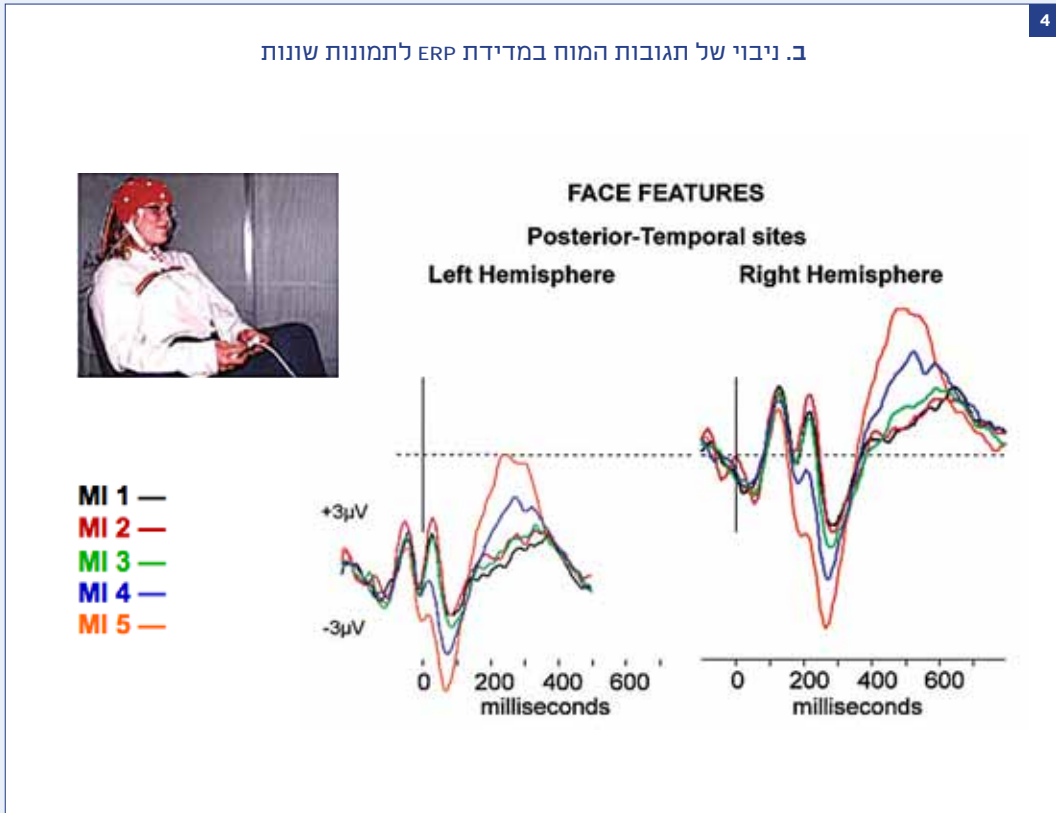 4
ב. ניבוי של תגובות המוח במדידת ERP לתמונות שונות
FACE FEATURES
Posterior-Temporal sites
Left Hemisphere Right Hemisphere
+3µV
-3µV
MI 1 —
MI 2 —
MI 3 —
MI 4 —
MI 5 —
0 200 400 600
milliseconds
0 200 400 600
milliseconds